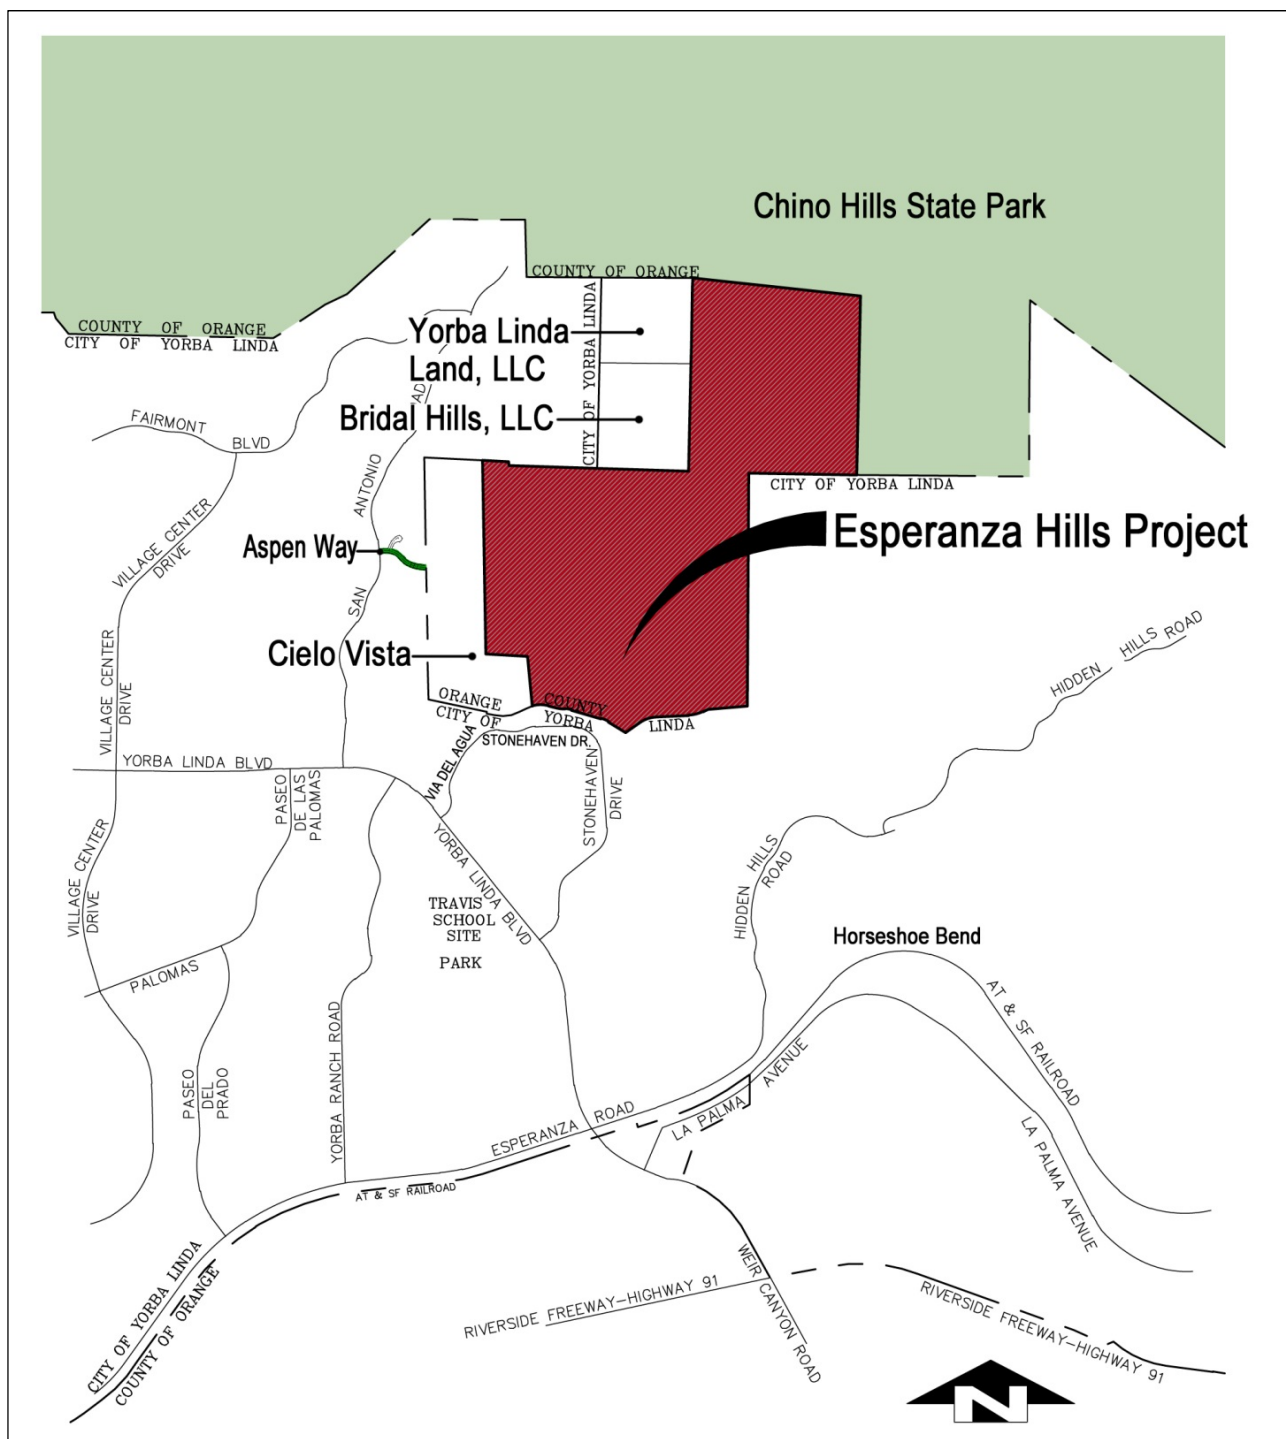 Chino Hills State Park
COUNTY OF ORANGE
COUNTY OF ORANGE
CITY OF YORBA LINDA
CITY OF YORBA LINDA
Yorba Linda
Land, LLC
Bridal Hills, LLC
CITY OF YORBA LINDA
FAIRMONT
BLVD
CITY OF YORBA LINDA
SAN
ANTONIO
Esperanza Hills Project
VILLAGE CENTER
DRIVE
Aspen Way
Cielo Vista
HIDDEN HILLS ROAD
VILLAGE CENTER
DRIVE
ORANGE
COUNTY
CITY OF
YORBA
LINDA
STONEHAVEN DR.
VIA DEL AGUA
YORBA LINDA BLVD
PASEO
DE LAS
PALOMAS
STONEHAVEN
DRIVE
YORBA LINDA BLVD
VILLAGE CENTER
DRIVE
HIDDEN HILLS
ROAD
TRAVIS
SCHOOL
SITE
PARK
Horseshoe Bend
PALOMAS
AT & SF RAILROAD
YORBA RANCH ROAD
PASEO
DEL
PRADO
ESPERANZA ROAD
LA PALMA AVENUE
LA PALMA AVENUE
AT & SF RAILROAD
CITY OF YORBA LINDA
COUNTY OF ORANGE
WEIR CANYON ROAD
RIVERSIDE FREEWAY-HIGHWAY 91
RIVERSIDE FREEWAY-HIGHWAY 91
N